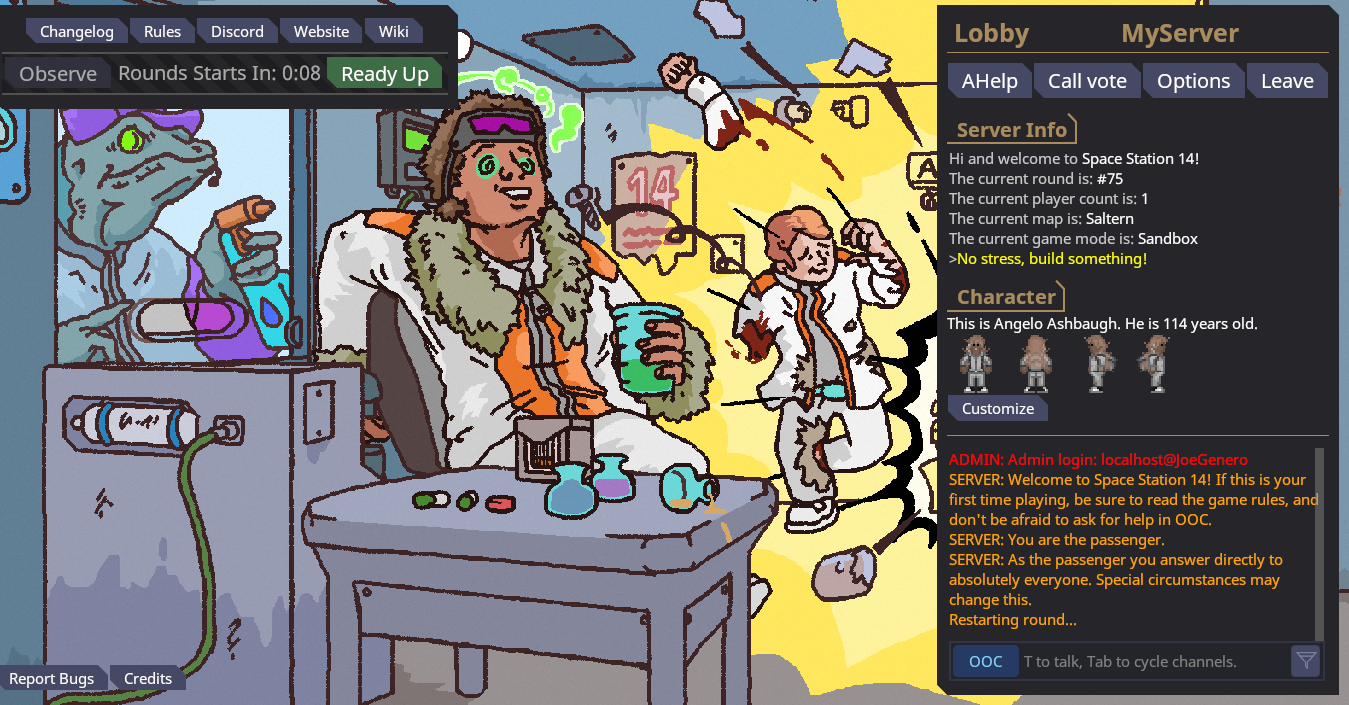 Changelog Rules Discord Website Wiki
Observe Rounds Starts In: 0:08 Ready Up
14
A
Report Bugs Credits
Lobby MyServer
AHelp Call vote Options Leave
Server Info
Hi and welcome to Space Station 14!
The current round is: #75
The current player count is: 1
The current map is: Saltern
The current game mode is: Sandbox
>No stress, build something!
Character
This is Angelo Ashbaugh. He is 114 years old.
Customize
ADMIN: Admin login: localhost@JoeGenero
SERVER: Welcome to Space Station 14! If this is your
first time playing, be sure to read the game rules, and
don't be afraid to ask for help in OOC.
SERVER: You are the passenger.
SERVER: As the passenger you answer directly to
absolutely everyone. Special circumstances may
change this.
Restarting round...
OOC T to talk, Tab to cycle channels.